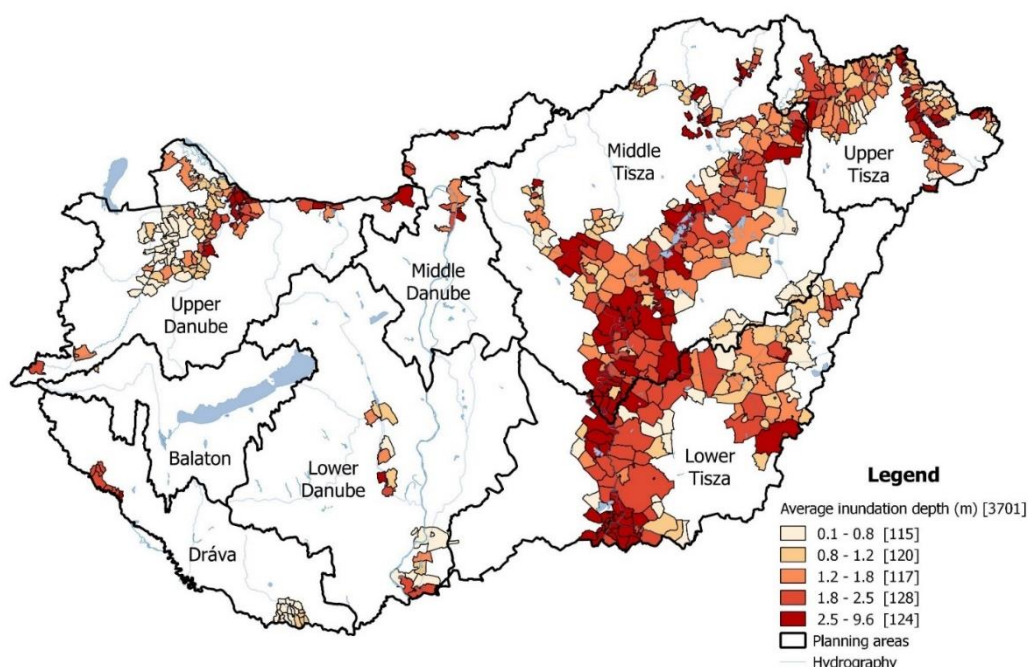 Middle
Tisza
Upper
Tisza
Upper
Danube
Middle
Danube
Balaton
Lower
Danube
Lower
Tisza
Dráva
Legend
Average inundation depth (m) [3701]
0.1 - 0.8 [115]
0.8 - 1.2 [120]
1.2 - 1.8 [117]
1.8 - 2.5 [128]
2.5 - 9.6 [124]
Planning areas
Hydrography